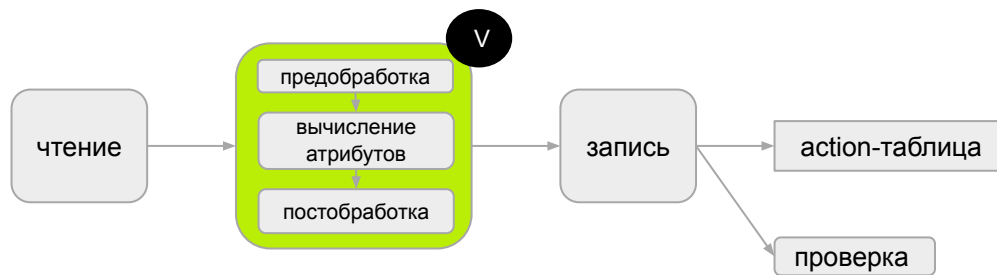 V
предобработка
чтение
вычисление
атрибутов
запись
action-таблица
постобработка
проверка